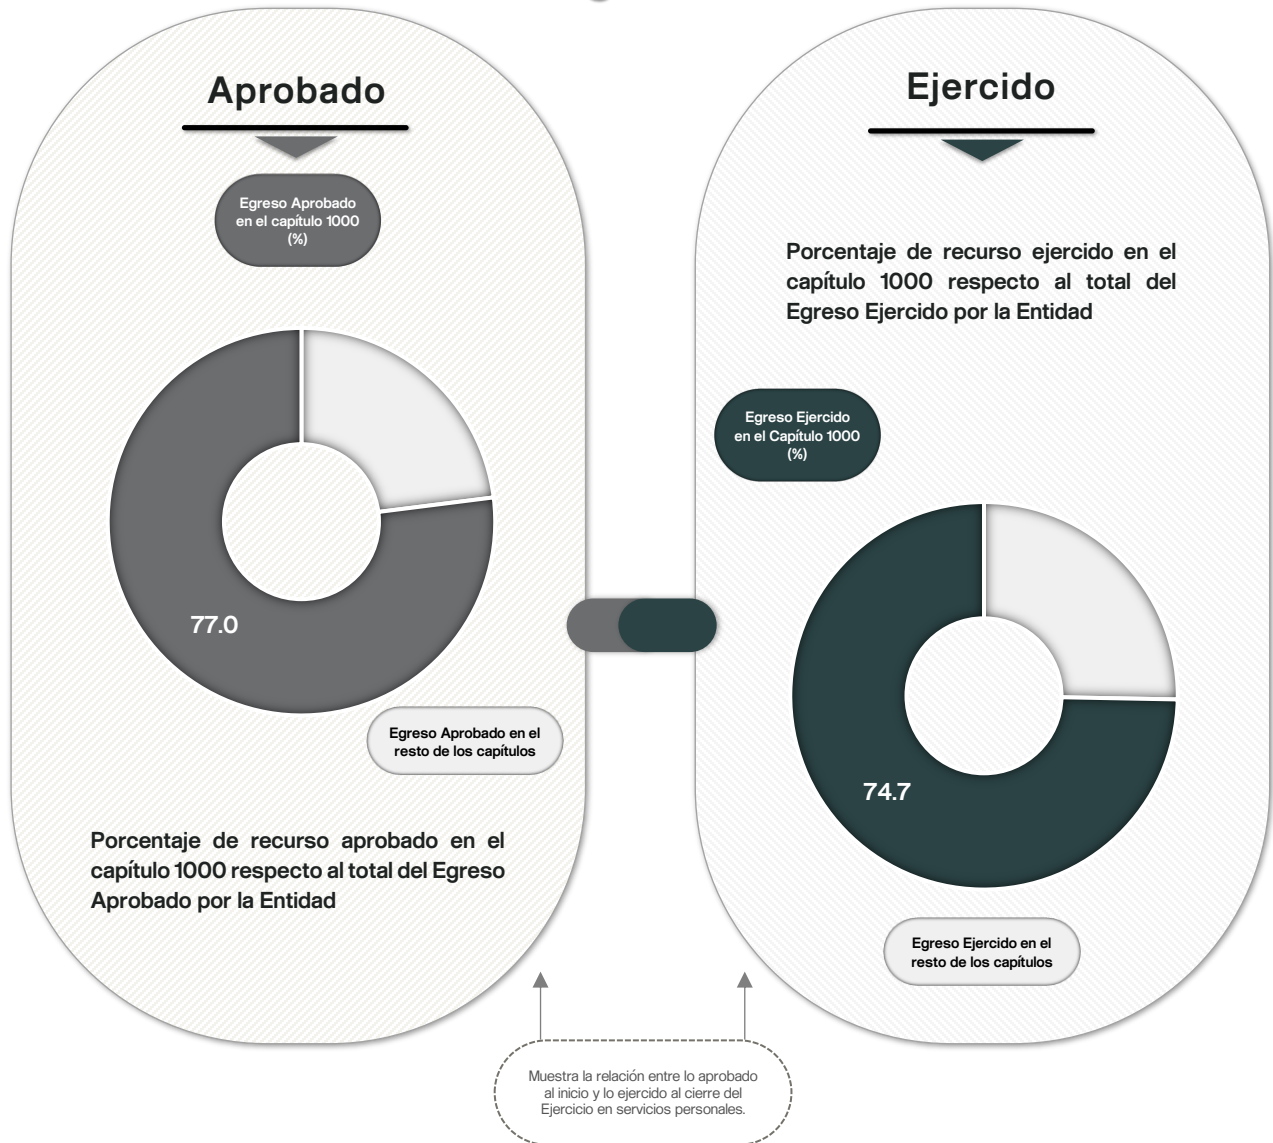 Aprobado
Egreso Aprobado
en el capítulo 1000
(%)
77.0
Egreso Aprobado en el
resto de los capítulos
Porcentaje de recurso aprobado en el
capítulo 1000 respecto al total del Egreso
Aprobado por la Entidad
Ejercido
Porcentaje de recurso ejercido en el
capítulo 1000 respecto al total del
Egreso Ejercido por la Entidad
Egreso Ejercido
en el Capítulo 1000
(%)
74.7
Egreso Ejercido en el
resto de los capítulos
Muestra la relación entre lo aprobado
al inicio y lo ejercido al cierre del
Ejercicio en servicios personales.